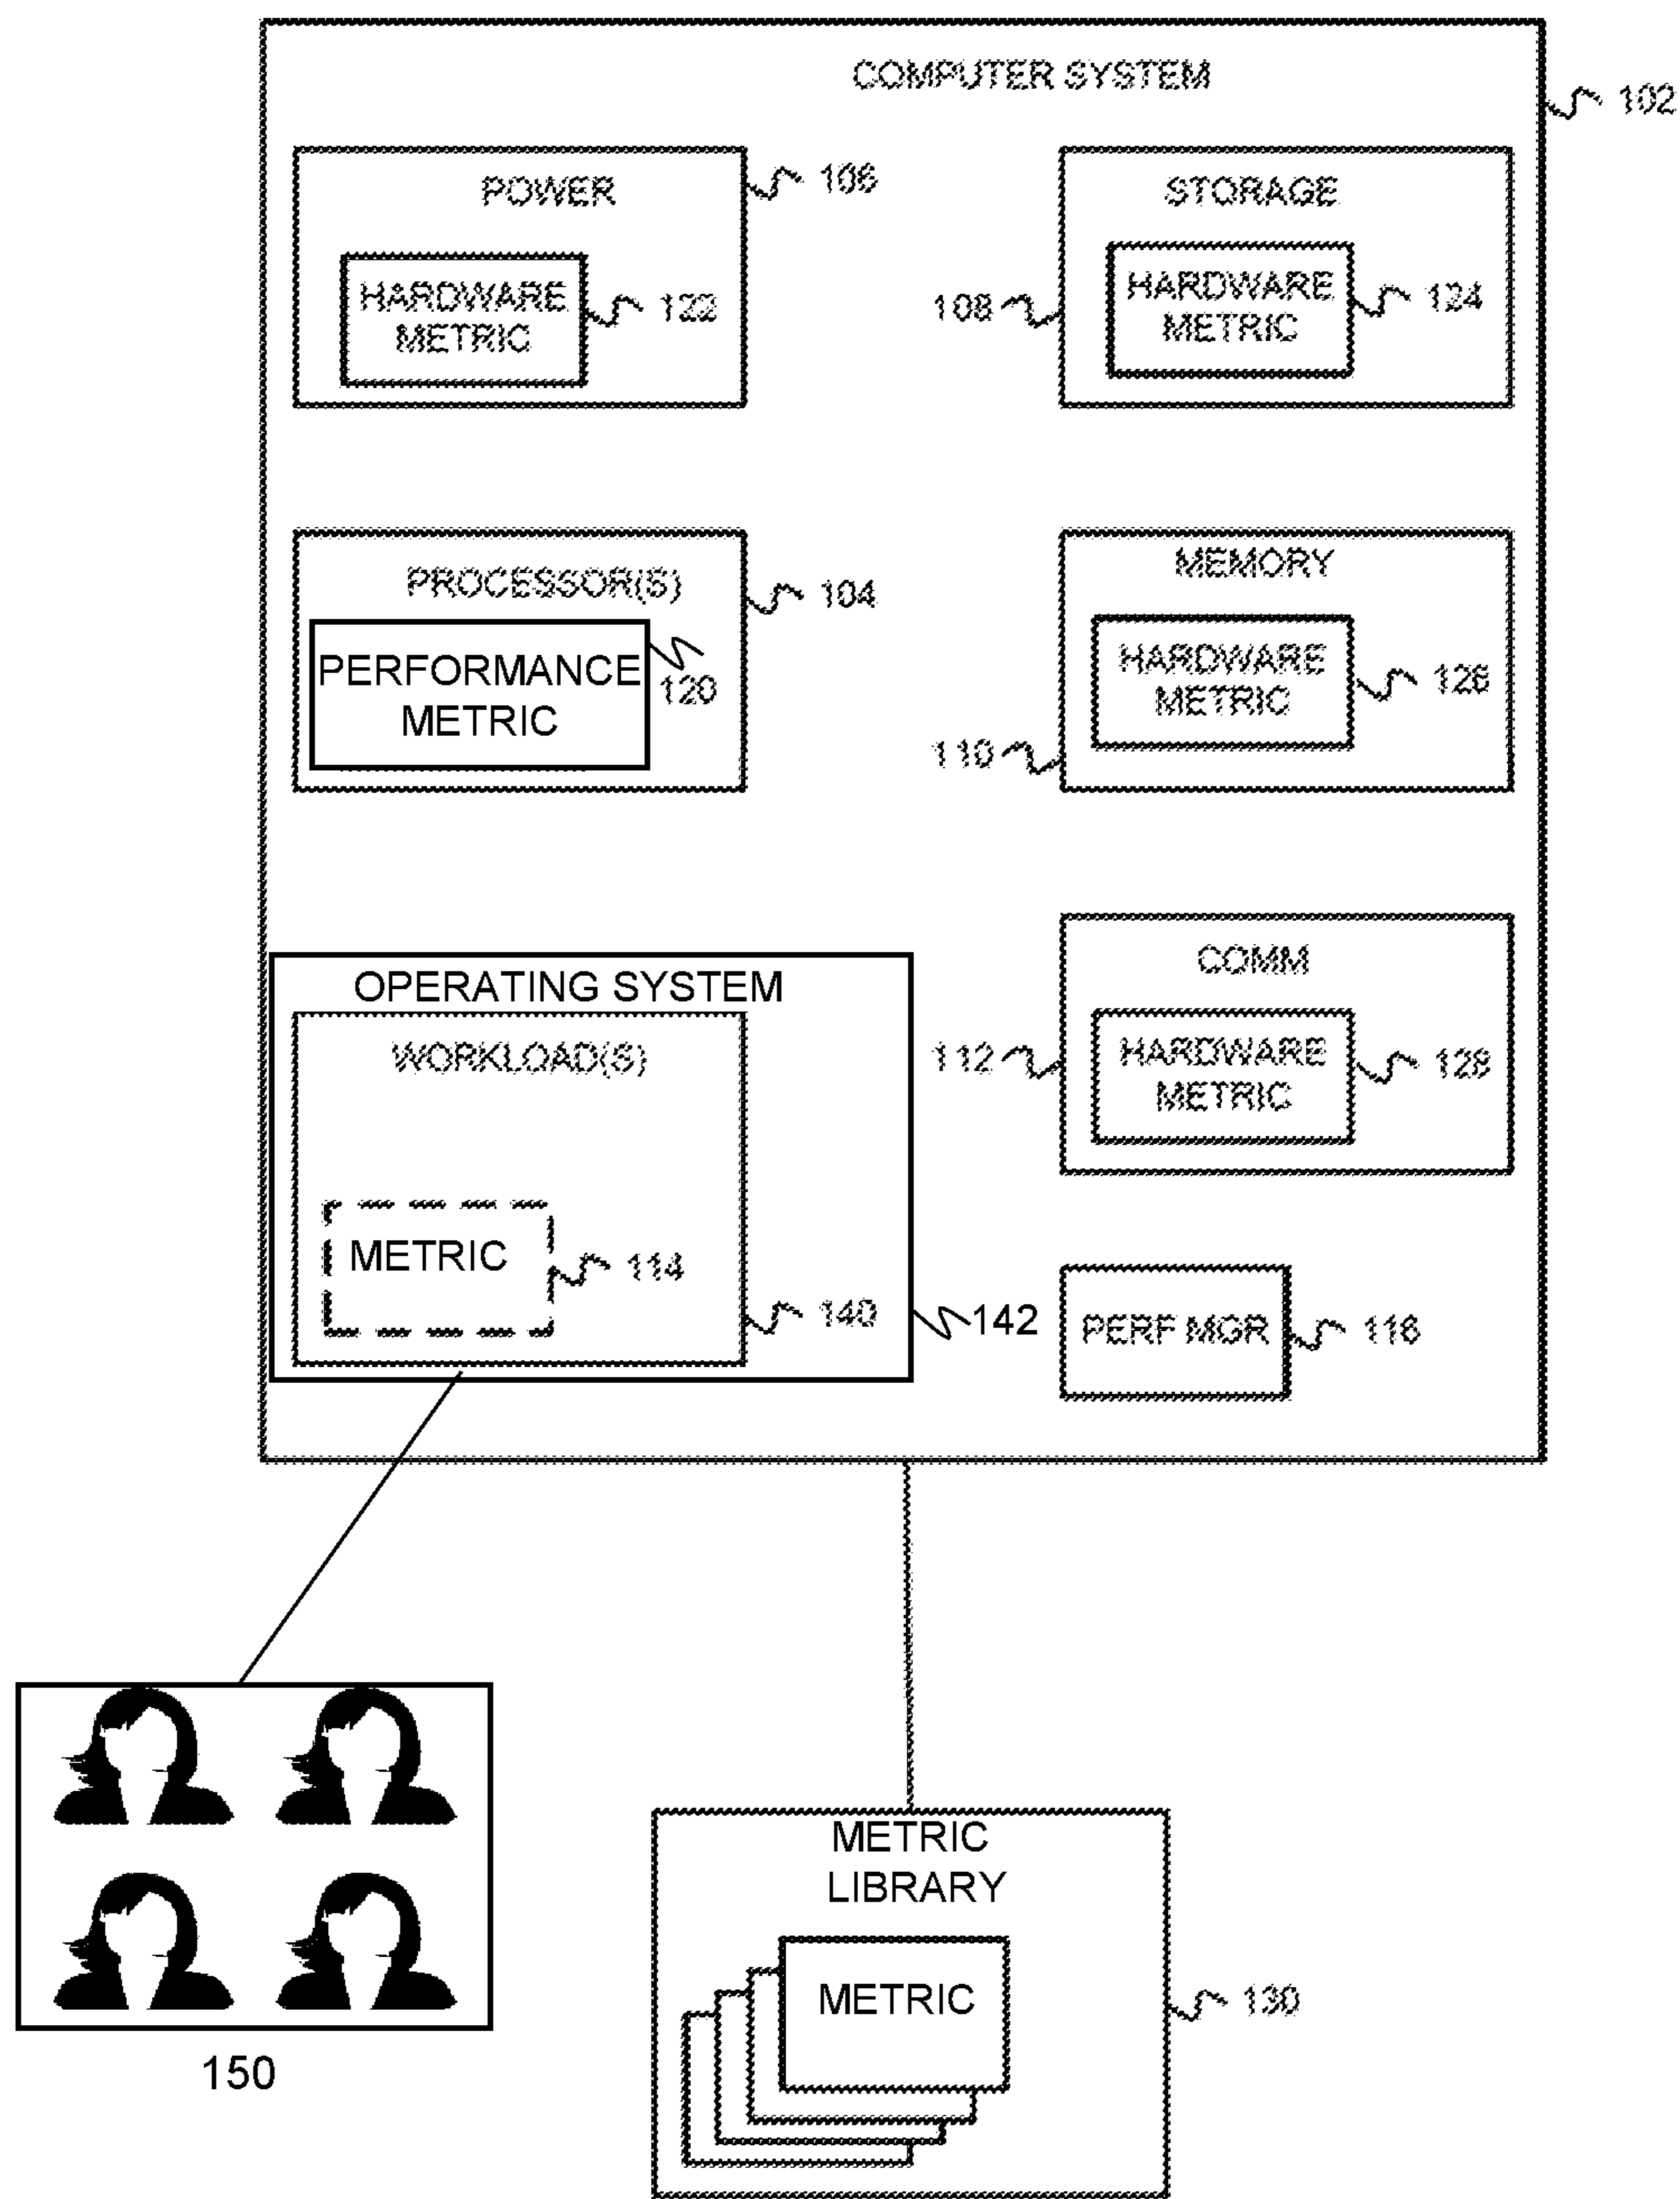 COMPUTER SYSTEM
102
POWER
106
HARDWARE
METRIC
122
STORAGE
108
HARDWARE
METRIC
124
PROCESSOR(S)
104
PERFORMANCE
METRIC
120
MEMORY
HARDWARE
METRIC
126
110
OPERATING SYSTEM
WORKLOAD(S)
METRIC
114
140
142
COMM
112
HARDWARE
METRIC
128
PERF MGR
116
150
METRIC
LIBRARY
METRIC
130